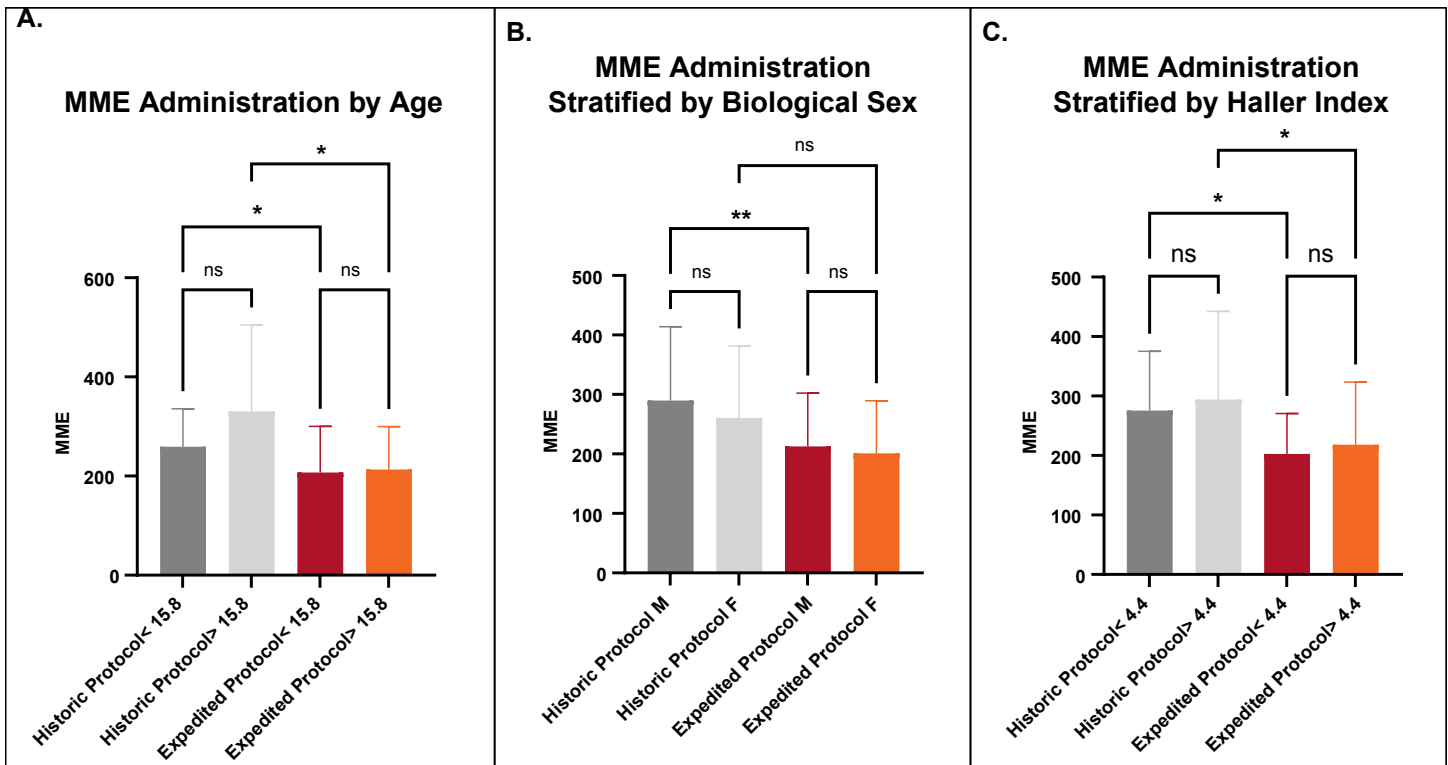 A.
MME Administration by Age
*
*
ns
ns
600
400
200
0
MME
Historic Protocol< 15.8
Historic Protocol> 15.8
Expedited Protocol< 15.8
Expedited Protocol> 15.8
B.
MME Administration
Stratified by Biological Sex
ns
**
ns
ns
500
400
300
200
100
0
MME
Historic Protocol M
Historic Protocol F
Expedited Protocol M
Expedited Protocol F
C.
MME Administration
Stratified by Haller Index
*
*
ns
ns
500
400
300
200
100
0
MME
Historic Protocol< 4.4
Historic Protocol> 4.4
Expedited Protocol< 4.4
Expedited Protocol> 4.4